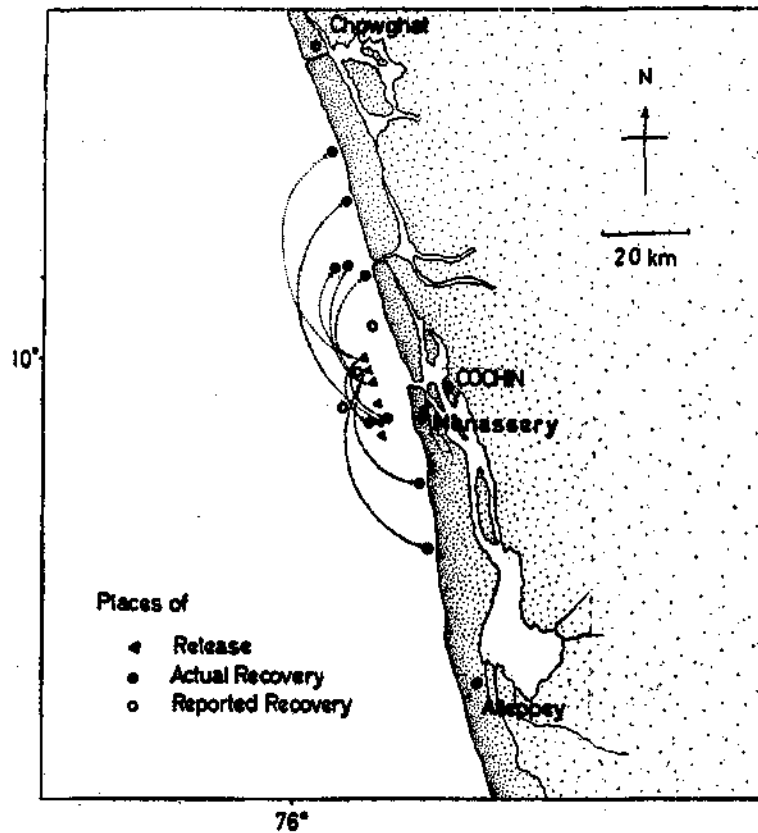 Chowghat
N
20 km
10°
COCHIN
Manassery
Places of
Release
Actual Recovery
Reported Recovery
Alleppey
76°